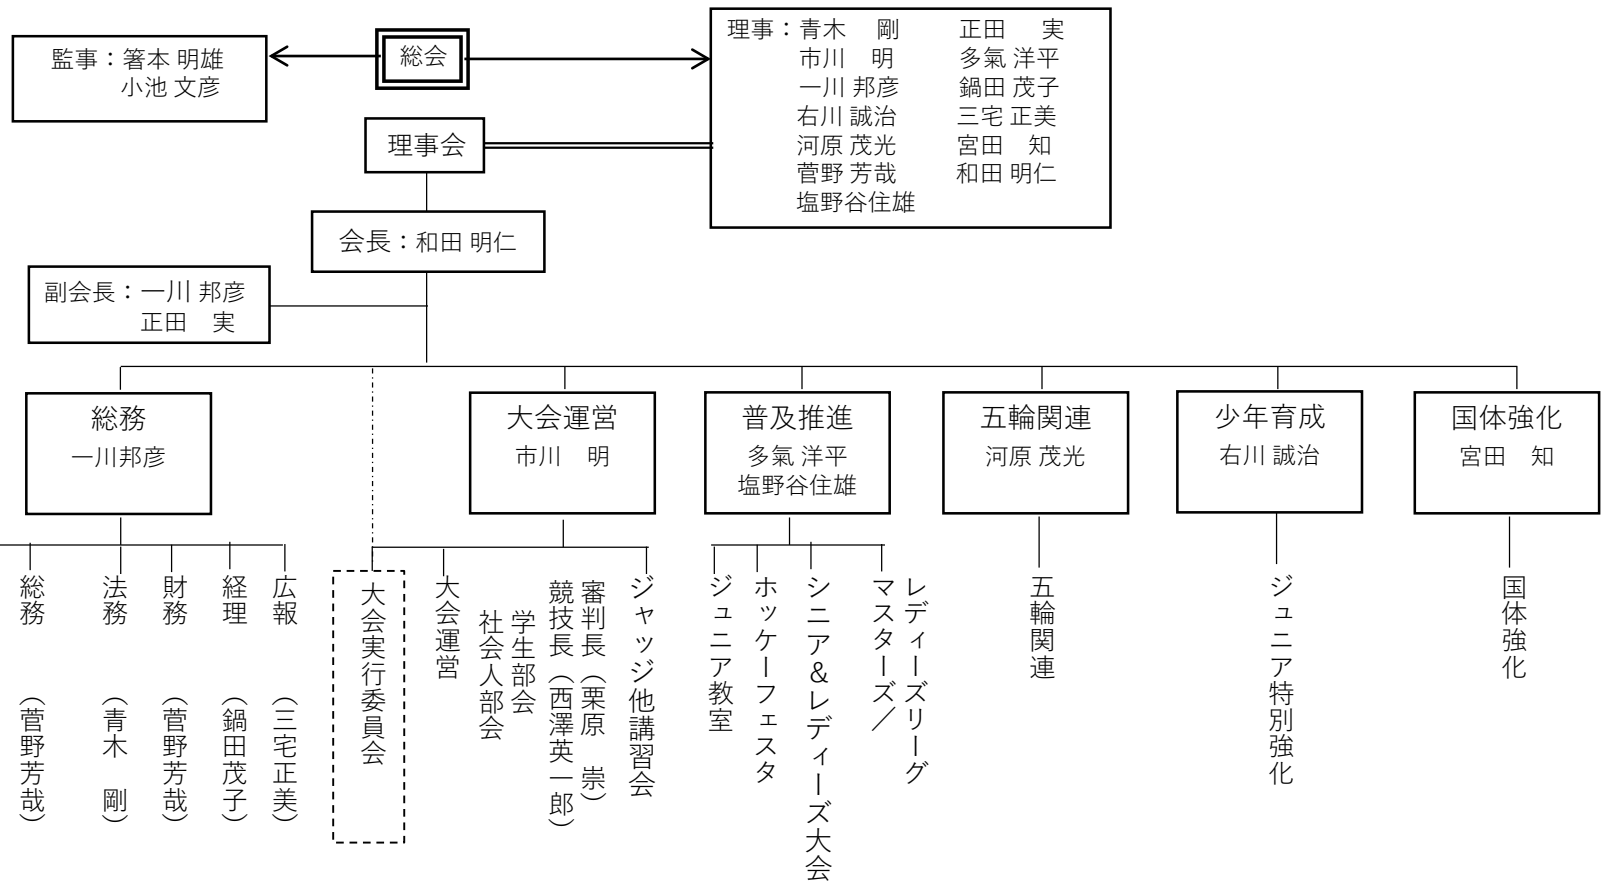 総会
監事：箸本 明雄
小池 文彦
理事：青木　剛　正田　実
市川　明　多氣 洋平
一川 邦彦　鍋田 茂子
右川 誠治　三宅 正美
河原 茂光　宮田　知
菅野 芳哉　和田 明仁
塩野谷住雄
理事会
会長：和田 明仁
副会長：一川 邦彦
正田　実
総務
一川邦彦
大会運営
市川　明
普及推進
多氣 洋平
塩野谷住雄
五輪関連
河原 茂光
少年育成
右川 誠治
国体強化
宮田　知
総務　（菅野芳哉）
法務　（青木　剛）
財務　（菅野芳哉）
経理　（鍋田茂子）
広報　（三宅正美）
大会実行委員会
大会運営
社会人部会
学生部会
競技長（西澤英一郎）
審判長（栗原　崇）
ジャッジ他講習会
ジュニア教室
ホッケーフェスタ
シニア＆レディーズ大会
マスターズ／
レディーズリーグ
五輪関連
ジュニア特別強化
国体強化